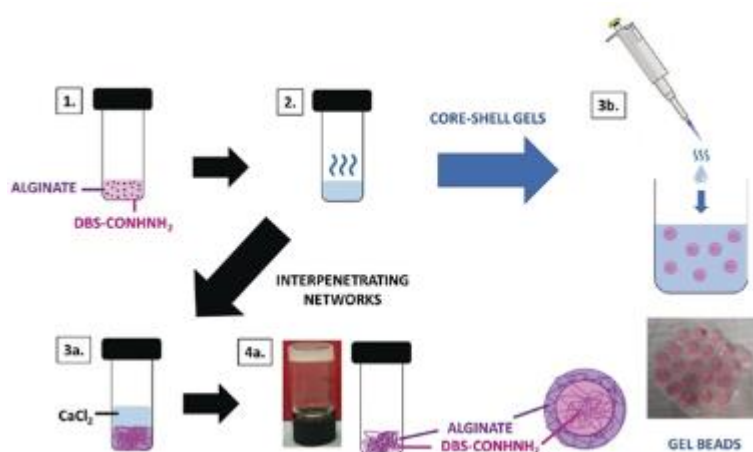 1.
2.
CORE-SHELL GELS
3b.
ALGINATE
DBS-CONHNH₂
INTERPENETRATING
NETWORKS
3a.
4a.
CaCl₂
ALGINATE
DBS-CONHNH₂
GEL BEADS